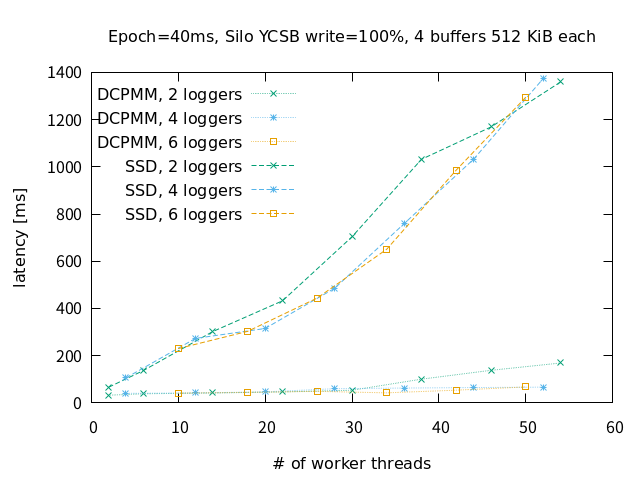 Epoch=40ms, Silo YCSB write=100%, 4 buffers 512 KiB each
1400
1200
1000
800
600
400
200
0
latency [ms]
DCPMM, 2 loggers
DCPMM, 4 loggers
DCPMM, 6 loggers
SSD, 2 loggers
SSD, 4 loggers
SSD, 6 loggers
0 10 20 30 40 50 60
# of worker threads